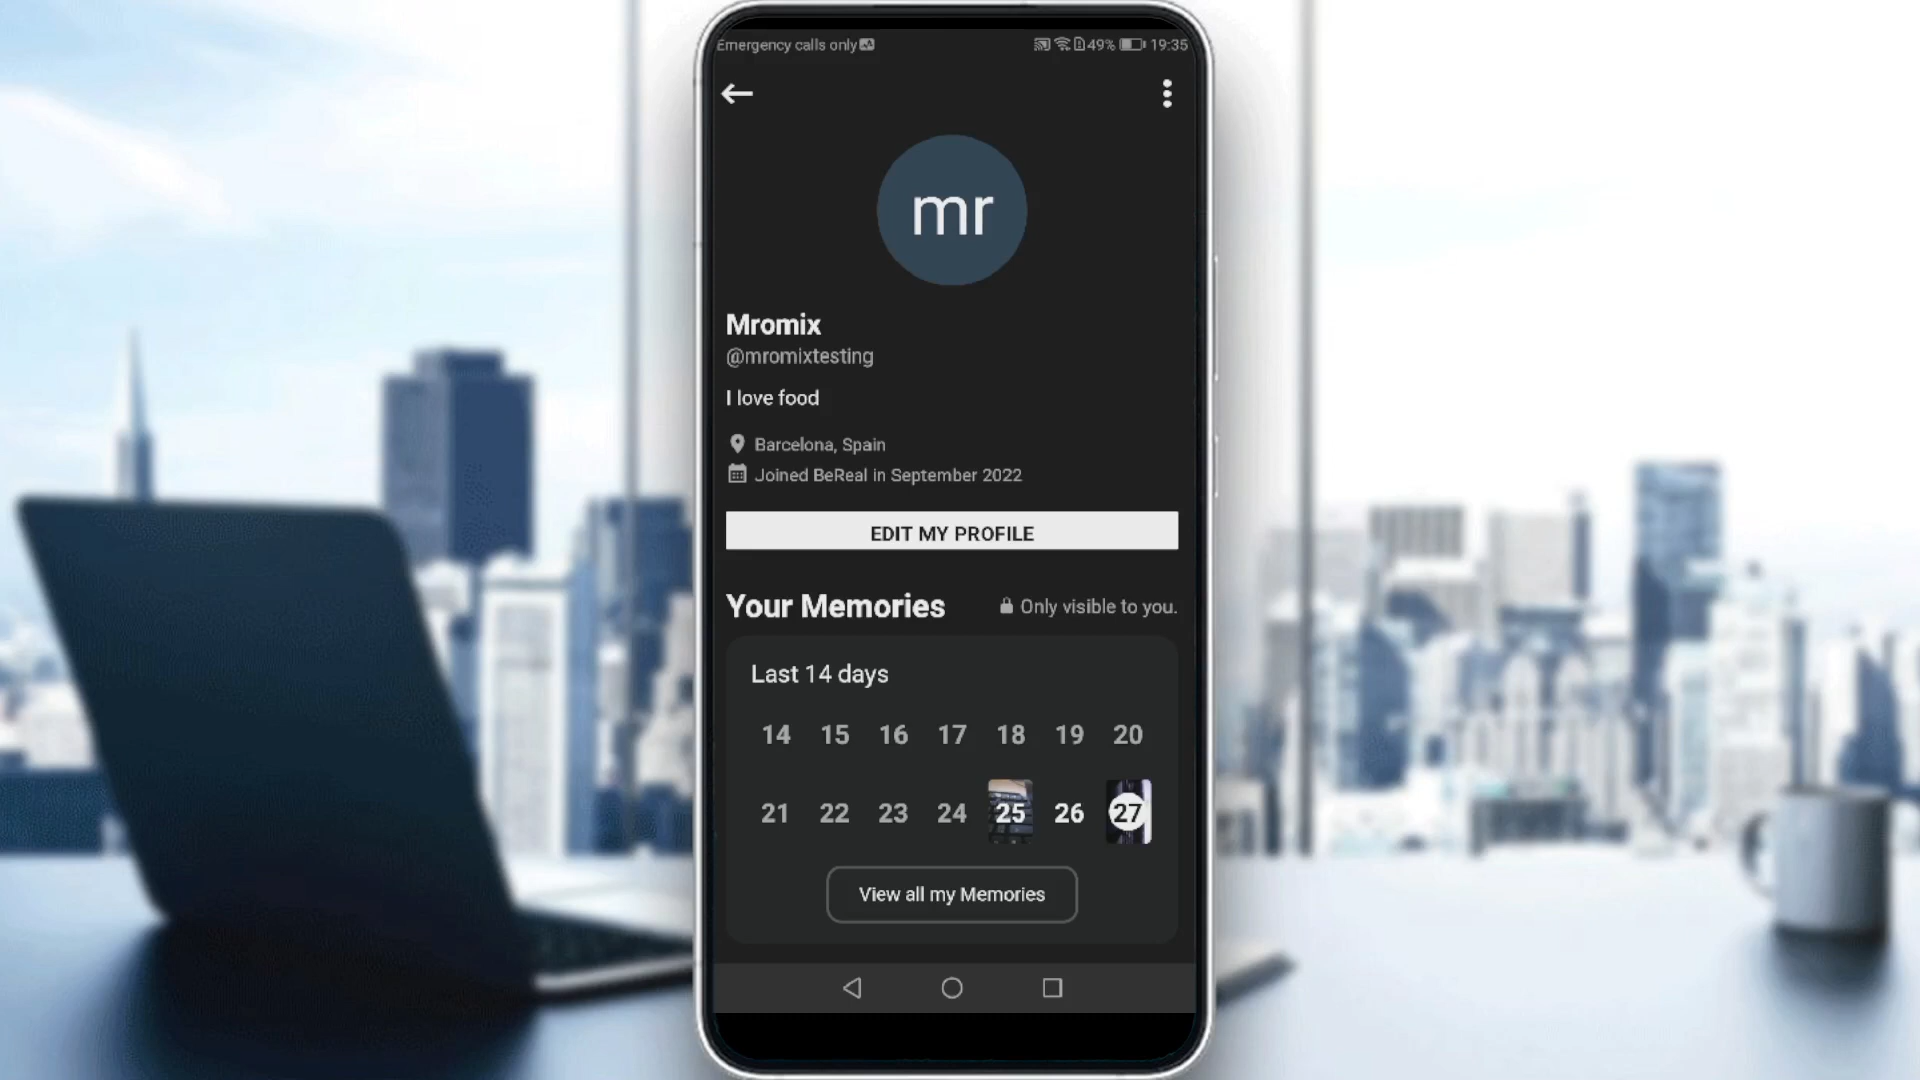 Emergency calls only
49% 19:35
mr
Mromix
@mromixtesting
I love food
Barcelona, Spain
Joined BeReal in September 2022
EDIT MY PROFILE
Your Memories
Only visible to you.
Last 14 days
14 15 16 17 18 19 20
21 22 23 24 25 26 27
View all my Memories